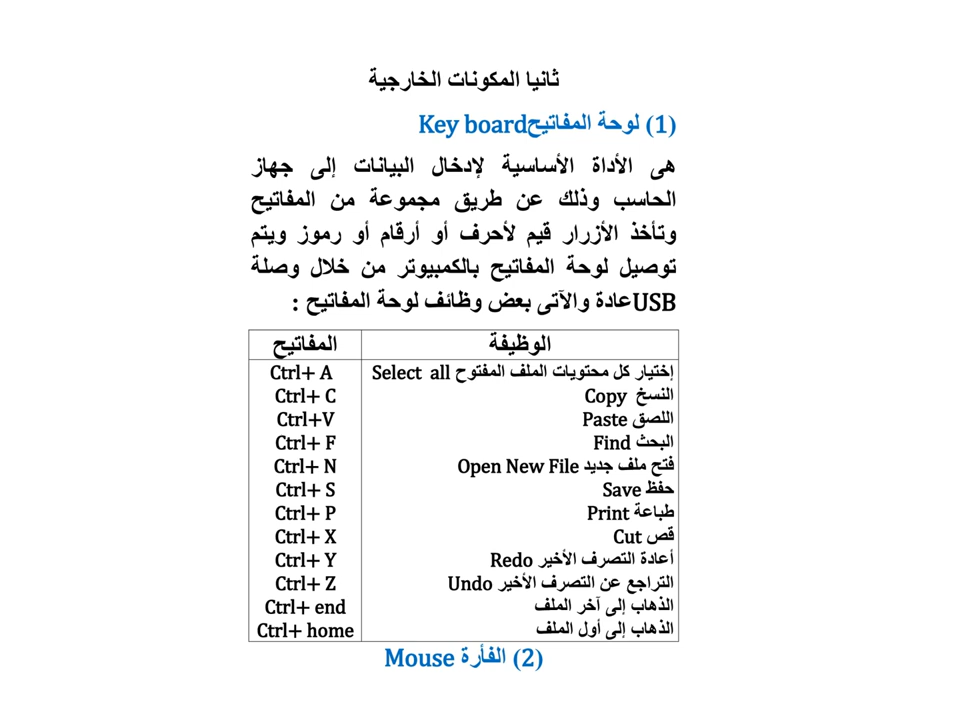 ثانيا المكونات الخارجية
(1) لوحة المفاتيحKey board
هى الأداة الأساسية لإدخال البيانات إلى جهاز
الحاسب وذلك عن طريق مجموعة من المفاتيح
وتأخذ الأزرار قيم لأحرف أو أرقام أو رموز ويتم
توصيل لوحة المفاتيح بالكمبيوتر من خلال وصلة
USBعادة والآتى بعض وظائف لوحة المفاتيح :
الوظيفة المفاتيح
إختيار كل محتويات الملف المفتوح Select all Ctrl+ A
النسخ Copy Ctrl+ C
اللصق Paste Ctrl+V
البحث Find Ctrl+ F
فتح ملف جديد Open New File Ctrl+ N
حفظ Save Ctrl+ S
طباعة Print Ctrl+ P
قص Cut Ctrl+ X
أعادة التصرف الأخير Redo Ctrl+ Y
التراجع عن التصرف الأخير Undo Ctrl+ Z
الذهاب إلى آخر الملف Ctrl+ end
الذهاب إلى أول الملف Ctrl+ home
(2) الفأرة Mouse